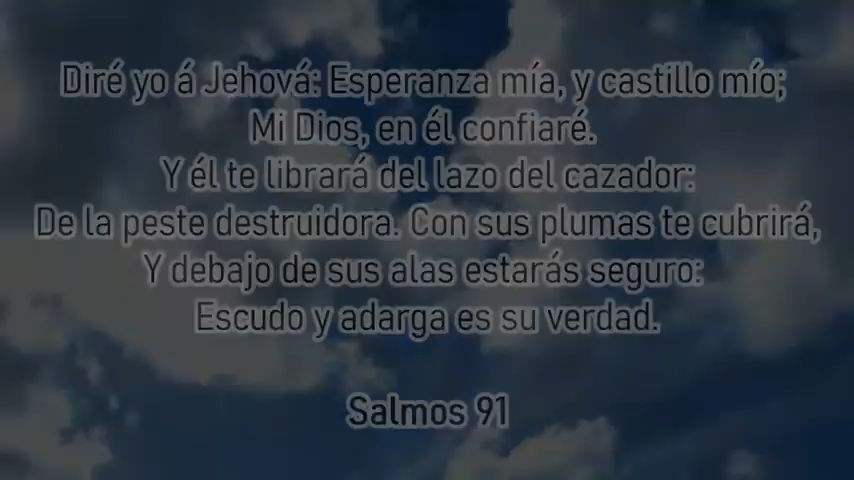 Diré yo á Jehová: Esperanza mía, y castillo mío;
Mi Dios, en él confiaré.
Y él te librará del lazo del cazador:
De la peste destruidora. Con sus plumas te cubrirá,
Y debajo de sus alas estarás seguro:
Escudo y adarga es su verdad.
Salmos 91